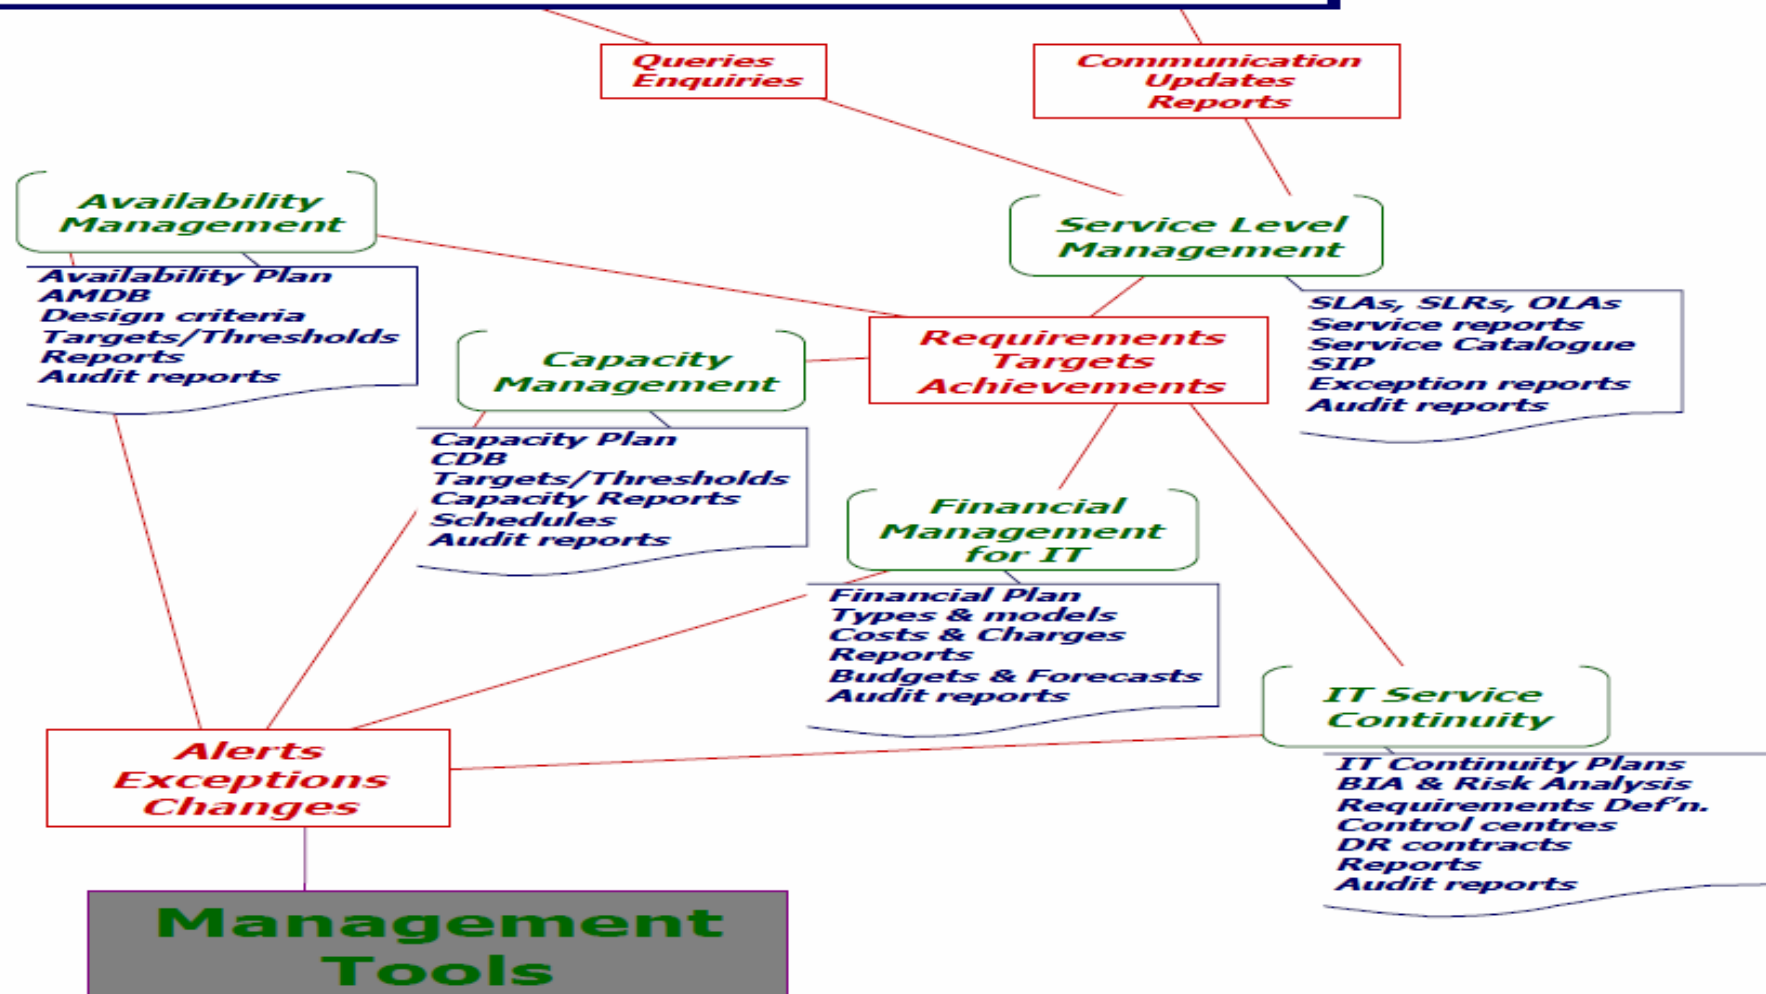 Queries
Enquiries
Communication
Updates
Reports
Availability
Management
Service Level
Management
Availability Plan
AMDB
Design criteria
Targets/Thresholds
Reports
Audit reports
SLAs, SLRs, OLAs
Service reports
Service Catalogue
SIP
Exception reports
Audit reports
Requirements
Targets
Achievements
Capacity
Management
Capacity Plan
CDB
Targets/Thresholds
Capacity Reports
Schedules
Audit reports
Financial
Management
for IT
Financial Plan
Types & models
Costs & Charges
Reports
Budgets & Forecasts
Audit reports
IT Service
Continuity
IT Continuity Plans
BIA & Risk Analysis
Requirements Def’n.
Control centres
DR contracts
Reports
Audit reports
Alerts
Exceptions
Changes
Management
Tools